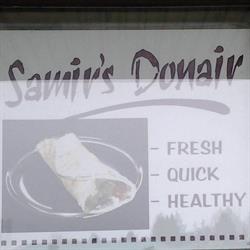 Samir's Donair
- FRESH
- QUICK
- HEALTHY